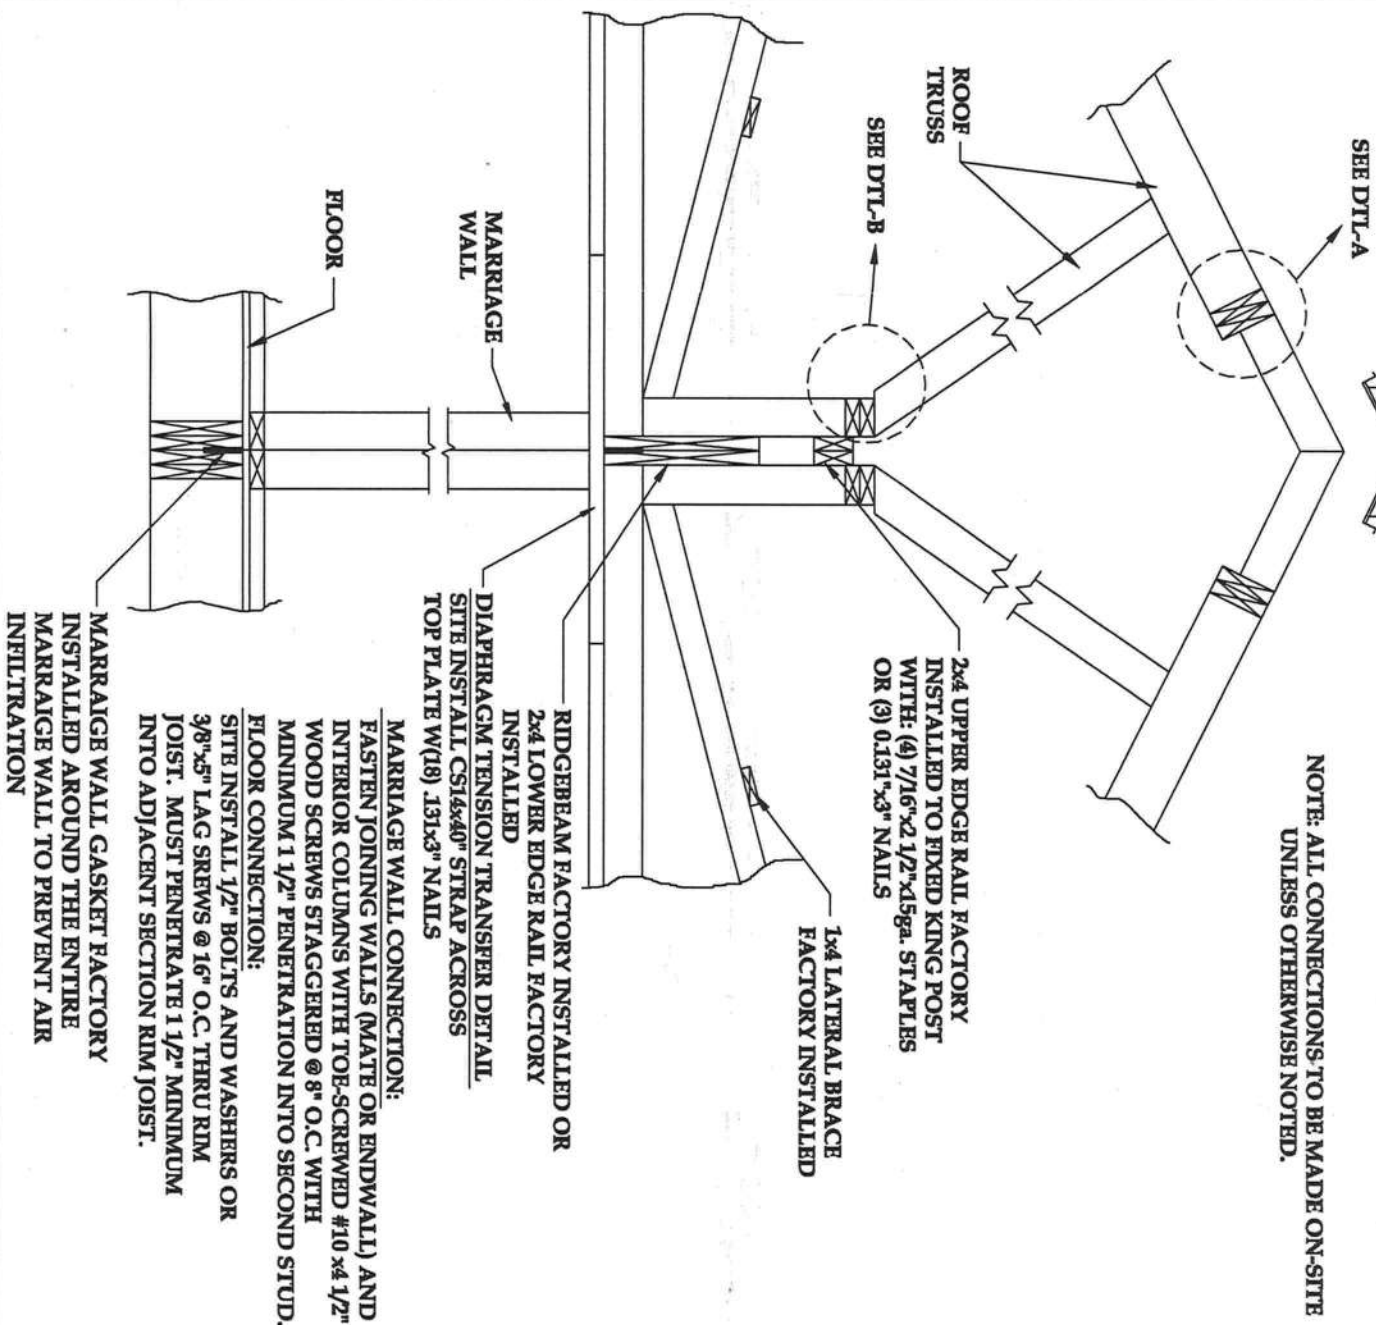 SEE DTL-A
NOTE: ALL CONNECTIONS TO BE MADE ON-SITE
UNLESS OTHERWISE NOTED.
ROOF
TRUSS
SEE DTL-B
2x4 UPPER EDGE RAIL FACTORY
INSTALLED TO FIXED KING POST
WITH: (4) 7/16"x2 1/2"x15ga. STAPLES
OR (3) 0.131"x3" NAILS
1x4 LATERAL BRACE
FACTORY INSTALLED
RIDGEBEAM FACTORY INSTALLED OR
2x4 LOWER EDGE RAIL FACTORY
INSTALLED
DIAPHRAGM TENSION TRANSFER DETAIL
SITE INSTALL CS14x40" STRAP ACROSS
TOP PLATE W(18) .131x3" NAILS
MARRIAGE
WALL
MARRIAGE WALL CONNECTION:
FASTEN JOINING WALLS (MATE OR ENDWALL) AND
INTERIOR COLUMNS WITH TOE-SCREWED #10 x4 1/2"
WOOD SCREWS STAGGERED @ 8" O.C. WITH
MINIMUM 1 1/2" PENETRATION INTO SECOND STUD.
FLOOR
FLOOR CONNECTION:
SITE INSTALL 1/2" BOLTS AND WASHERS OR
3/8"x5" LAG SREWS @ 16" O.C. THRU RIM
JOIST. MUST PENETRATE 1 1/2" MINIMUM
INTO ADJACENT SECTION RIM JOIST.
MARRAIGE WALL GASKET FACTORY
INSTALLED AROUND THE ENTIRE
MARRAIGE WALL TO PREVENT AIR
INFILTRATION